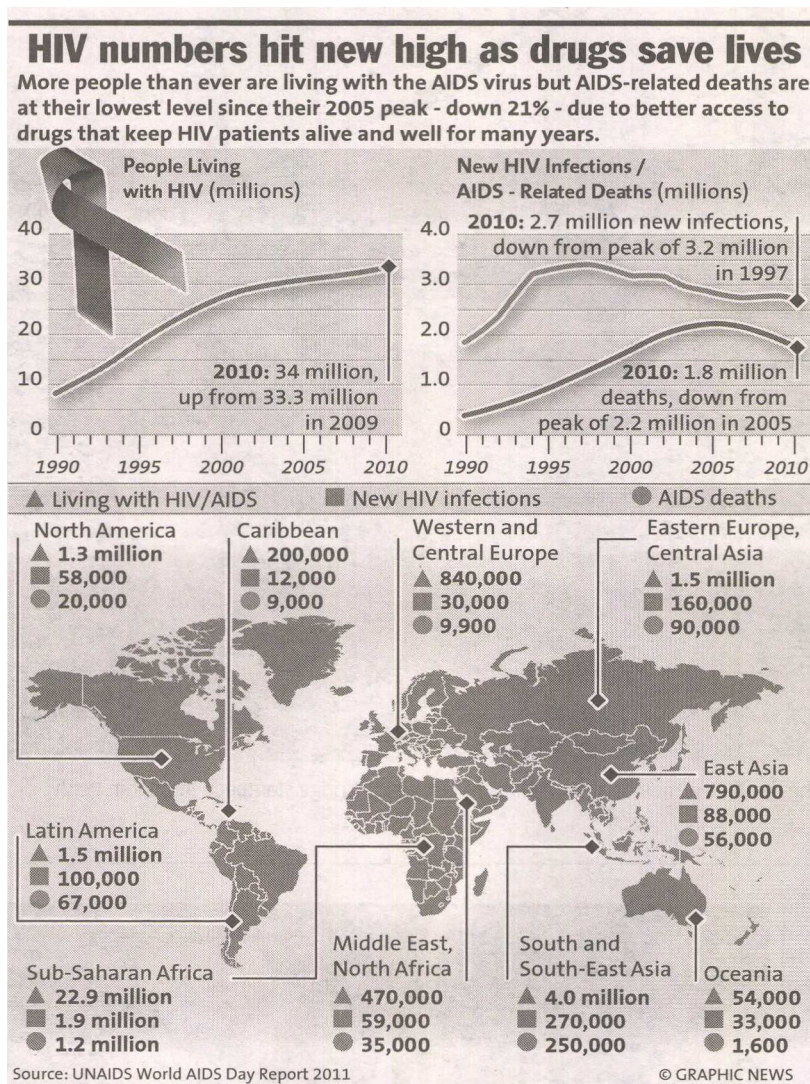 HIV numbers hit new high as drugs save lives
More people than ever are living with the AIDS virus but AIDS-related deaths are
at their lowest level since their 2005 peak - down 21% - due to better access to
drugs that keep HIV patients alive and well for many years.
People Living
with HIV (millions)
40
30
20
10
0
2010: 34 million,
up from 33.3 million
in 2009
1990 1995 2000 2005 2010
New HIV Infections /
AIDS - Related Deaths (millions)
4.0
3.0
2.0
1.0
0
2010: 2.7 million new infections,
down from peak of 3.2 million
in 1997
2010: 1.8 million
deaths, down from
peak of 2.2 million in 2005
1990 1995 2000 2005 2010
Living with HIV/AIDS New HIV infections AIDS deaths
North America
1.3 million
58,000
20,000
Caribbean
200,000
12,000
9,000
Western and
Central Europe
840,000
30,000
9,900
Eastern Europe,
Central Asia
1.5 million
160,000
90,000
East Asia
790,000
88,000
56,000
Latin America
1.5 million
100,000
67,000
Sub-Saharan Africa
22.9 million
1.9 million
1.2 million
Middle East,
North Africa
470,000
59,000
35,000
South and
South-East Asia
4.0 million
270,000
250,000
Oceania
54,000
33,000
1,600
Source: UNAIDS World AIDS Day Report 2011
© GRAPHIC NEWS